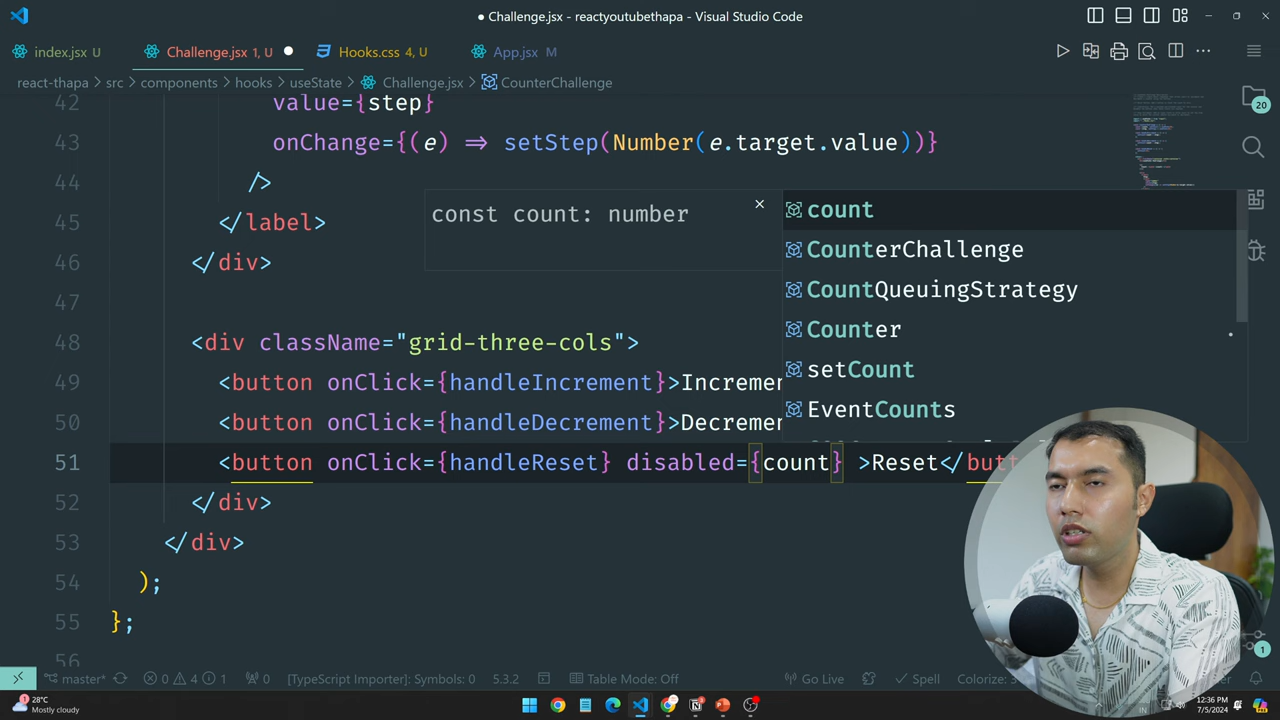 ● Challenge.jsx - reactyoutubethapa - Visual Studio Code
index.jsx U
Challenge.jsx 1, U
Hooks.css 4, U
App.jsx M
react-thapa > src > components > hooks > useState > Challenge.jsx > CounterChallenge
42 value={step}
43 onChange={(e) => setStep(Number(e.target.value))}
44 />
45 </label>
46 </div>
47
48 <div className="grid-three-cols">
49 <button onClick={handleIncrement}>Incremen
50 <button onClick={handleDecrement}>Decremen
51 <button onClick={handleReset} disabled={count} >Reset</butt
52 </div>
53 </div>
54 );
55 };
56
const count: number
count
CounterChallenge
CountQueuingStrategy
Counter
setCount
EventCounts
20
1
master* 0 4 1 0 [TypeScript Importer]: Symbols: 0 5.3.2 Table Mode: Off Go Live Spell Colorize: 3
28°C
Mostly cloudy
12:36 PM
7/5/2024